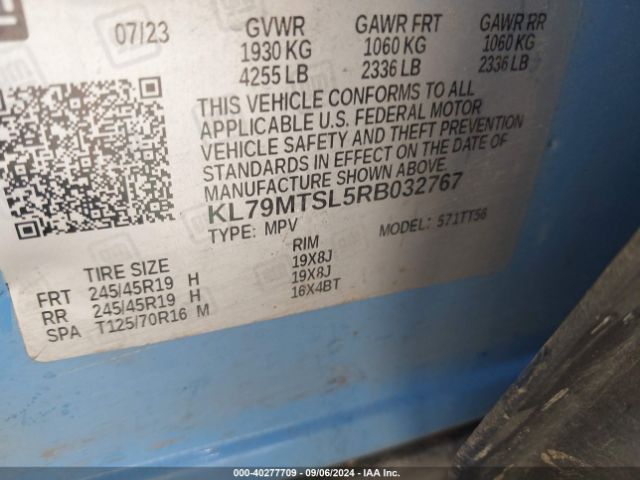 07/23
GVWR GAWR FRT GAWR RR
1930 KG 1060 KG 1060 KG
4255 LB 2336 LB 2336 LB
THIS VEHICLE CONFORMS TO ALL
APPLICABLE U.S. FEDERAL MOTOR
VEHICLE SAFETY AND THEFT PREVENTION
STANDARDS IN EFFECT ON THE DATE OF
MANUFACTURE SHOWN ABOVE.
KL79MTSL5RB032767
TYPE: MPV MODEL: 571TT56
TIRE SIZE RIM
FRT 245/45R19 H 19X8J
RR 245/45R19 H 19X8J
SPA T125/70R16 M 16X4BT
000-40277709 - 09/06/2024 - IAA Inc.